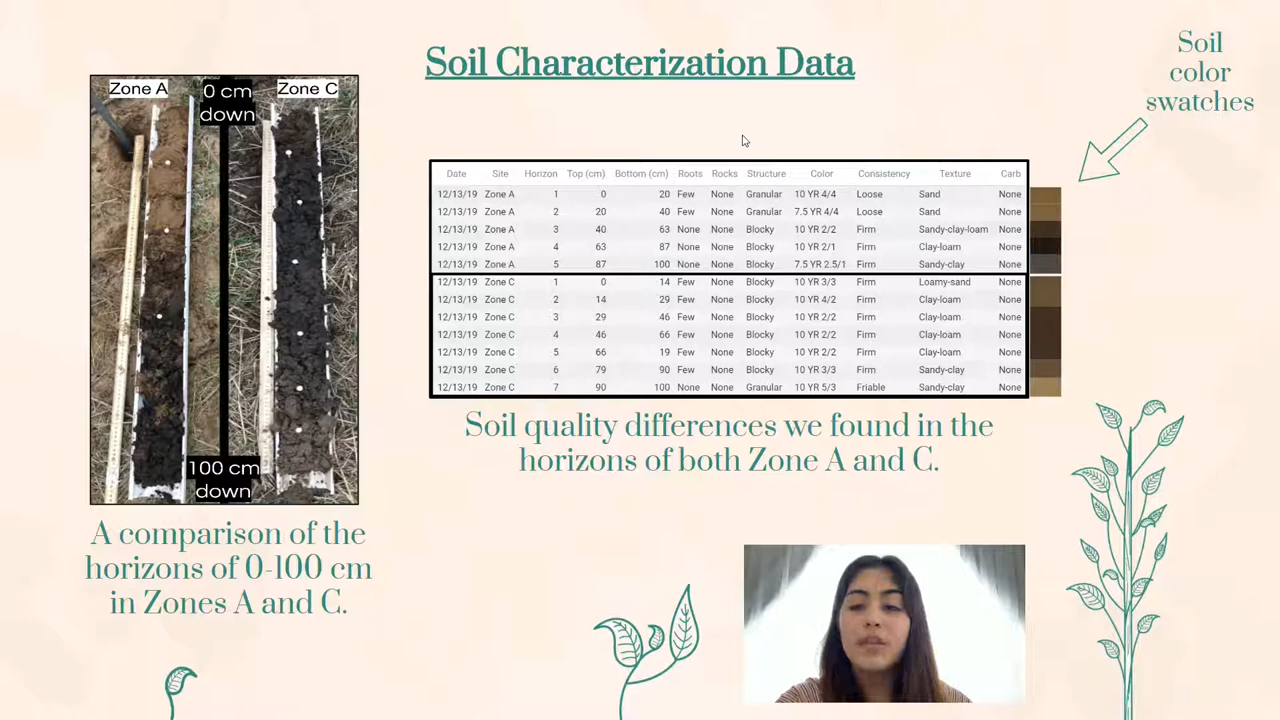 Soil Characterization Data
Soil
color
swatches
Zone A
0 cm
down
Zone C
100 cm
down
A comparison of the
horizons of 0-100 cm
in Zones A and C.
Date Site Horizon Top (cm) Bottom (cm) Roots Rocks Structure Color Consistency Texture Carb
12/13/19 Zone A 1 0 20 Few None Granular 10 YR 4/4 Loose Sand None
12/13/19 Zone A 2 20 40 Few None Granular 7.5 YR 4/4 Loose Sand None
12/13/19 Zone A 3 40 63 None None Blocky 10 YR 2/2 Firm Sandy-clay-loam None
12/13/19 Zone A 4 63 87 None None Blocky 10 YR 2/1 Firm Clay-loam None
12/13/19 Zone A 5 87 100 None None Blocky 7.5 YR 2.5/1 Firm Sandy-clay None
12/13/19 Zone C 1 0 14 Few None Blocky 10 YR 3/3 Firm Loamy-sand None
12/13/19 Zone C 2 14 29 Few None Blocky 10 YR 4/2 Firm Clay-loam None
12/13/19 Zone C 3 29 46 Few None Blocky 10 YR 2/2 Firm Clay-loam None
12/13/19 Zone C 4 46 66 Few None Blocky 10 YR 2/2 Firm Clay-loam None
12/13/19 Zone C 5 66 19 Few None Blocky 10 YR 2/2 Firm Clay-loam None
12/13/19 Zone C 6 79 90 Few None Blocky 10 YR 3/3 Firm Sandy-clay None
12/13/19 Zone C 7 90 100 None None Granular 10 YR 5/3 Friable Sandy-clay None
Soil quality differences we found in the
horizons of both Zone A and C.